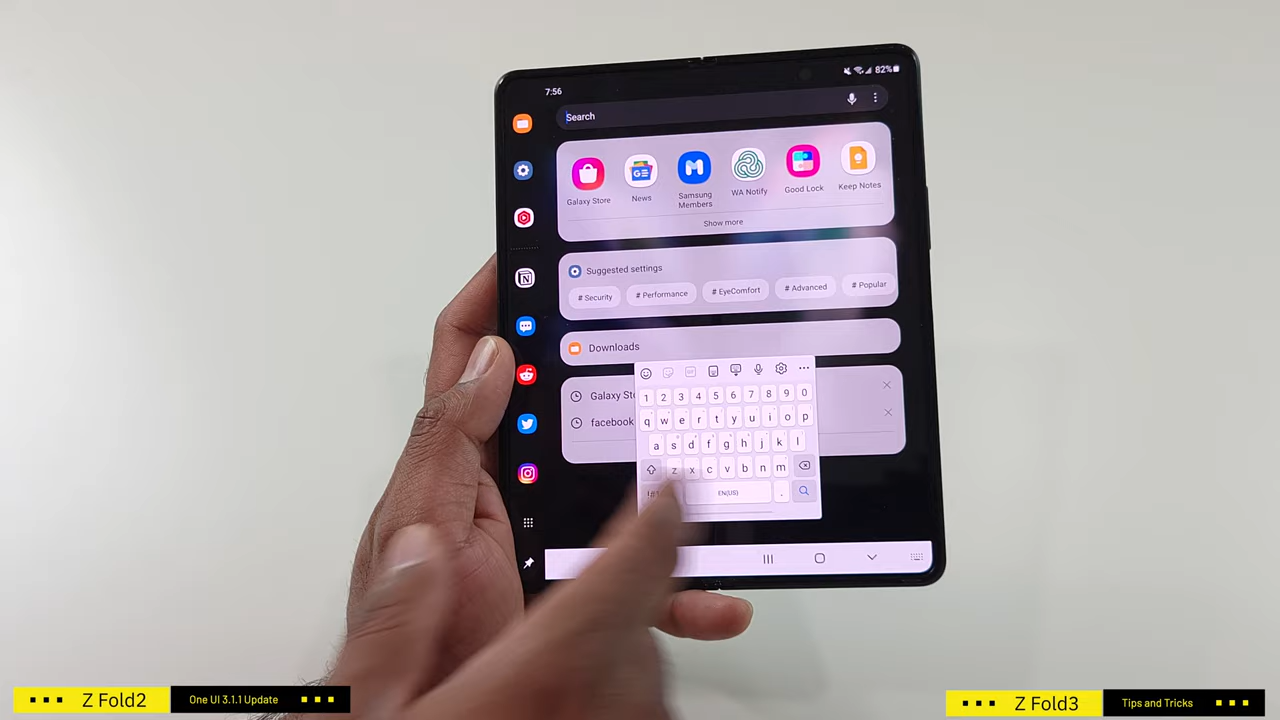 7:56
82%
Search
Galaxy Store
News
Samsung Members
WA Notify
Good Lock
Keep Notes
Show more
Suggested settings
# Security
# Performance
# EyeComfort
# Advanced
# Popular
Downloads
Galaxy St
facebook
1 2 3 4 5 6 7 8 9 0
q w e r t y u i o p
a s d f g h j k l
z x c v b n m
EN(US)
.
Z Fold2
One UI 3.1.1 Update
Z Fold3
Tips and Tricks